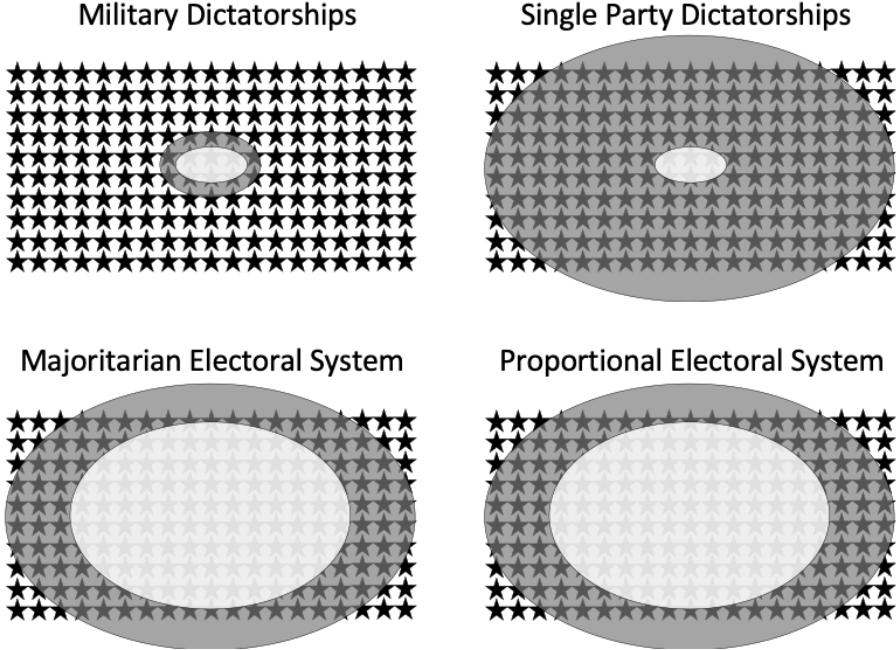 Military Dictatorships
Single Party Dictatorships
Majoritarian Electoral System
Proportional Electoral System